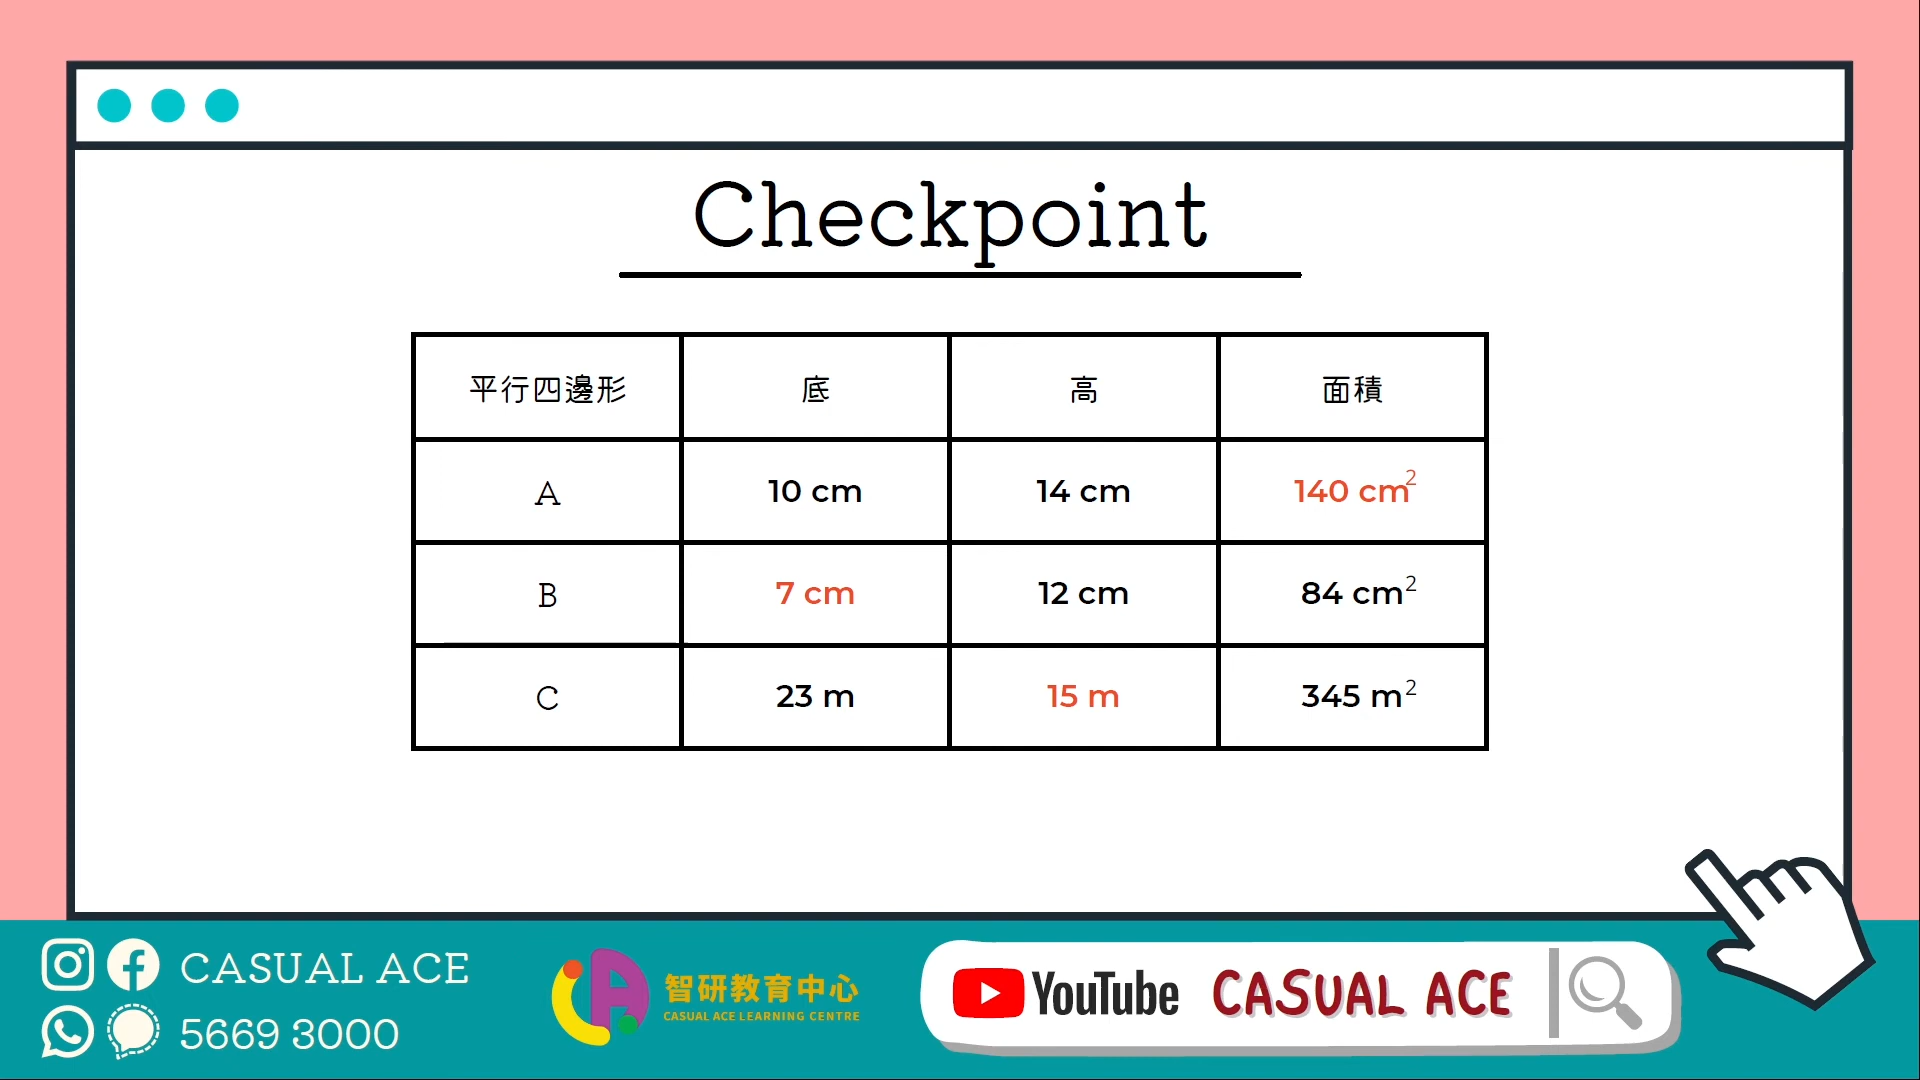 Checkpoint
平行四邊形 底 高 面積
A 10 cm 14 cm 140 cm²
B 7 cm 12 cm 84 cm²
C 23 m 15 m 345 m²
CASUAL ACE
5669 3000
智研教育中心
CASUAL ACE LEARNING CENTRE
YouTube CASUAL ACE